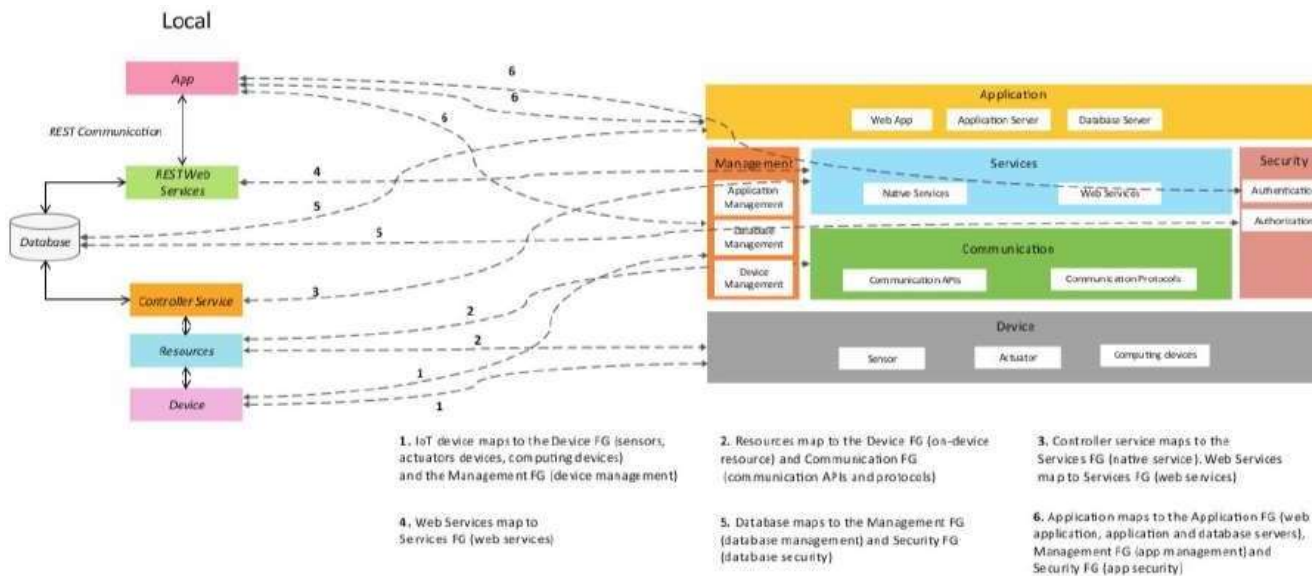 Local
App
REST Communication
REST Web
Services
Database
Controller Service
Resources
Device
6
6
6
4
5
5
3
2
2
1
1
Application
Web App
Application Server
Database Server
Management
Application
Management
Database
Management
Device
Management
Services
Native Services
Web Services
Communication
Communication APIs
Communication Protocols
Security
Authentication
Authorization
Device
Sensor
Actuator
Computing devices
1. IoT device maps to the Device FG (sensors,
actuators devices, computing devices)
and the Management FG (device management)
2. Resources map to the Device FG (on-device
resource) and Communication FG
(communication APIs and protocols)
3. Controller service maps to the
Services FG (native service). Web Services
map to Services FG (web services)
4. Web Services map to
Services FG (web services)
5. Database maps to the Management FG
(database management) and Security FG
(database security)
6. Application maps to the Application FG (web
application, application and database servers),
Management FG (app management) and
Security FG (app security)